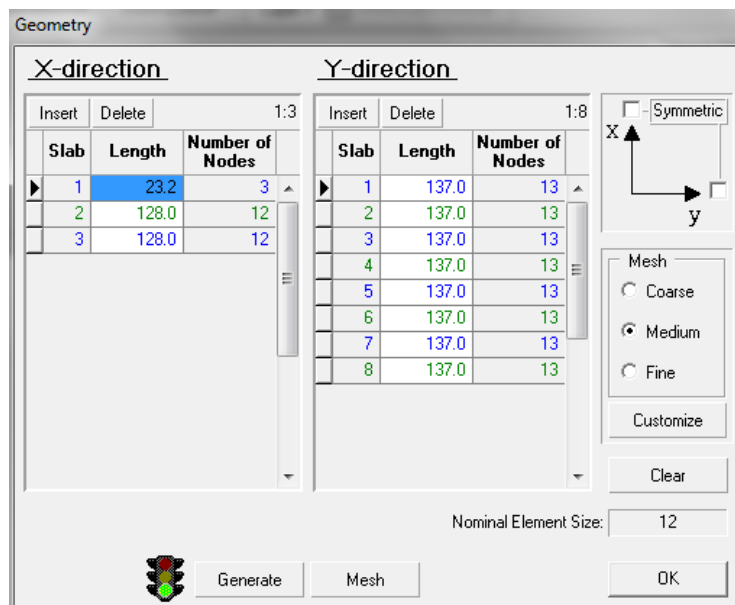 Geometry
X-direction
Insert Delete 1:3
Slab Length Number of Nodes
1 23.2 3
2 128.0 12
3 128.0 12
Y-direction
Insert Delete 1:8
Slab Length Number of Nodes
1 137.0 13
2 137.0 13
3 137.0 13
4 137.0 13
5 137.0 13
6 137.0 13
7 137.0 13
8 137.0 13
Symmetric
X
y
Mesh
Coarse
Medium
Fine
Customize
Clear
Nominal Element Size: 12
Generate Mesh OK